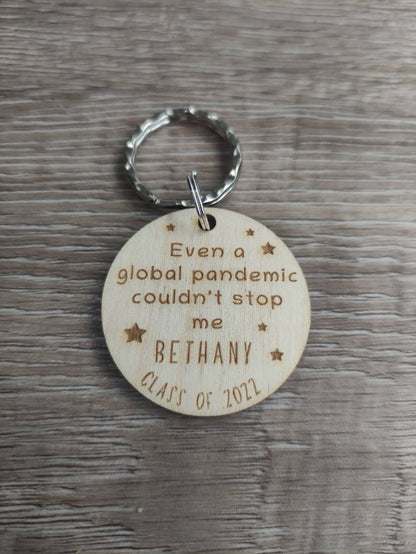 Even a
global pandemic
couldn't stop
me
BETHANY
CLASS OF 2022